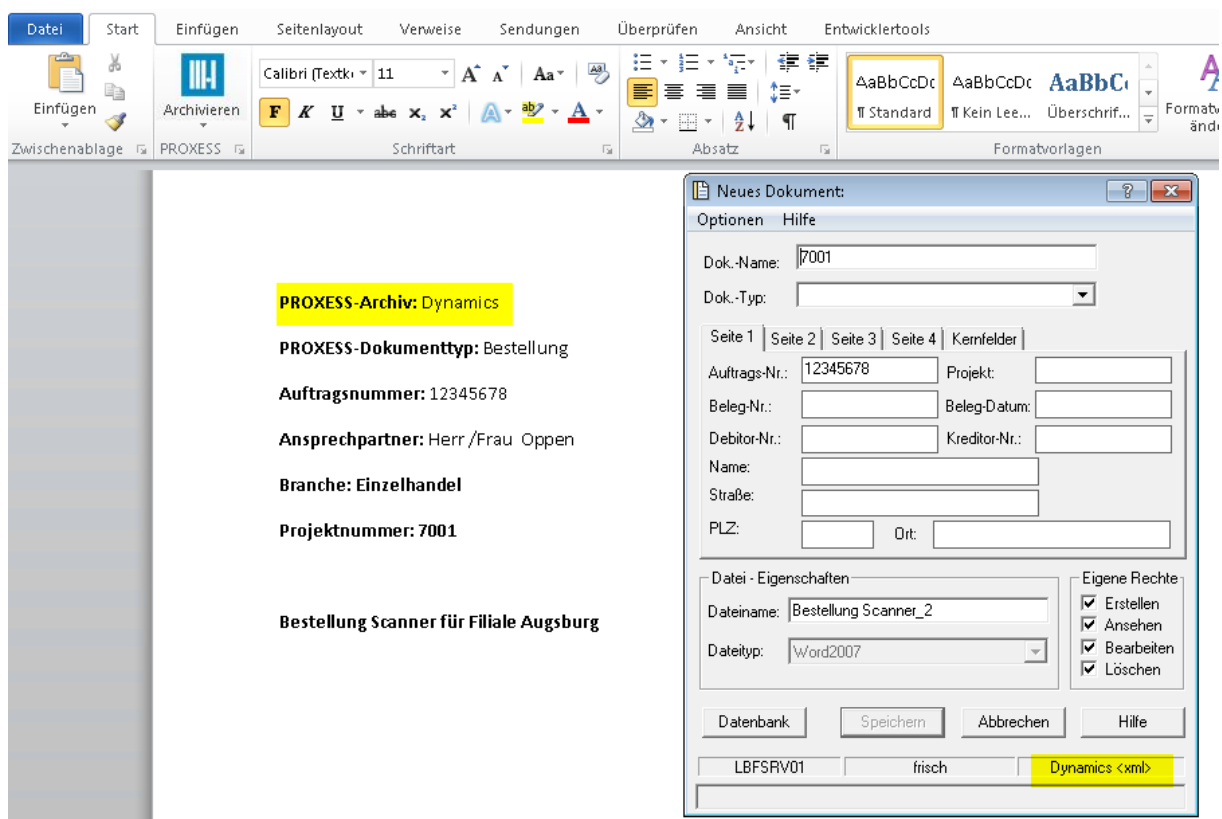 Datei Start Einfügen Seitenlayout Verweise Sendungen Überprüfen Ansicht Entwicklertools
Calibri (Textkı 11 A A Aa
Einfügen Archivieren
F K U abc x₂ x² A ab A
AaBbCcDc AaBbCcDc AaBbC
¶ Standard ¶ Kein Lee... Überschrif...
Zwischenablage PROXESS Schriftart Absatz Formatvorlagen
PROXESS-Archiv: Dynamics
PROXESS-Dokumenttyp: Bestellung
Auftragsnummer: 12345678
Ansprechpartner: Herr /Frau Oppen
Branche: Einzelhandel
Projektnummer: 7001
Bestellung Scanner für Filiale Augsburg
Neues Dokument:
Optionen Hilfe
Dok.-Name: 7001
Dok.-Typ:
Seite 1 Seite 2 Seite 3 Seite 4 Kernfelder
Auftrags-Nr.: 12345678 Projekt:
Beleg-Nr.: Beleg-Datum:
Debitor-Nr.: Kreditor-Nr.:
Name:
Straße:
PLZ: Ort:
Datei - Eigenschaften Eigene Rechte
Dateiname: Bestellung Scanner_2
Dateityp: Word2007
Erstellen
Ansehen
Bearbeiten
Löschen
Datenbank Speichern Abbrechen Hilfe
LBFSRV01 frisch Dynamics <xml>